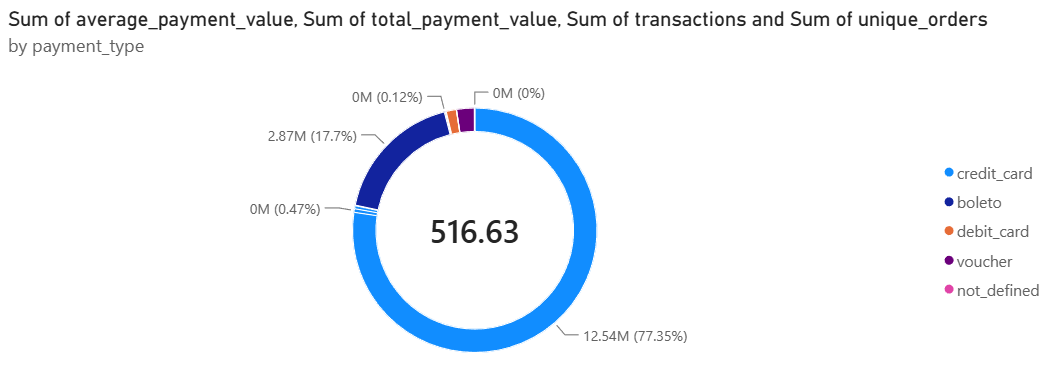 Sum of average_payment_value, Sum of total_payment_value, Sum of transactions and Sum of unique_orders
by payment_type
0M (0.12%)
0M (0%)
2.87M (17.7%)
0M (0.47%)
516.63
12.54M (77.35%)
credit_card
boleto
debit_card
voucher
not_defined